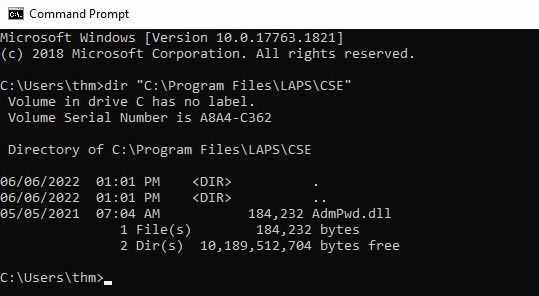 Command Prompt
Microsoft Windows [Version 10.0.17763.1821]
(c) 2018 Microsoft Corporation. All rights reserved.
C:\Users\thm>dir "C:\Program Files\LAPS\CSE"
 Volume in drive C has no label.
 Volume Serial Number is A8A4-C362
 Directory of C:\Program Files\LAPS\CSE
06/06/2022  01:01 PM    <DIR>          .
06/06/2022  01:01 PM    <DIR>          ..
05/05/2021  07:04 AM           184,232 AdmPwd.dll
               1 File(s)        184,232 bytes
               2 Dir(s)  10,189,512,704 bytes free
C:\Users\thm>